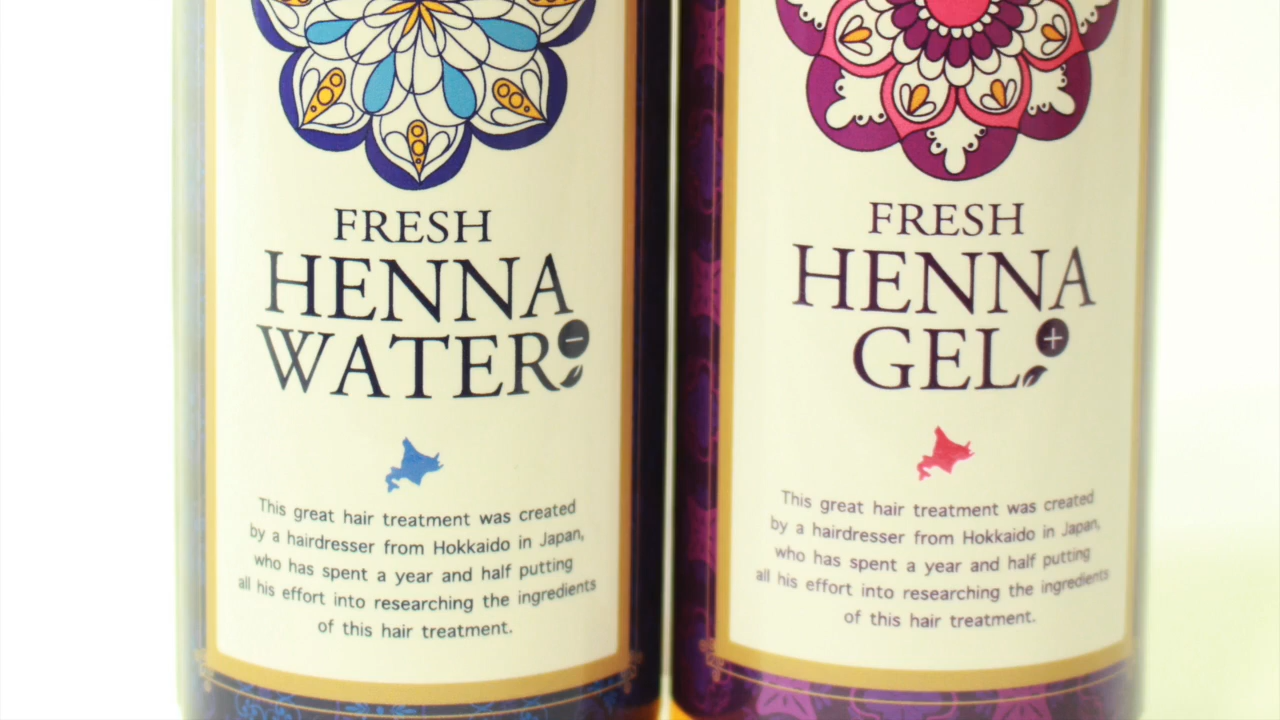 FRESH
HENNA
WATER −
This great hair treatment was created
by a hairdresser from Hokkaido in Japan,
who has spent a year and half putting
all his effort into researching the ingredients
of this hair treatment.
FRESH
HENNA
GEL +
This great hair treatment was created
by a hairdresser from Hokkaido in Japan,
who has spent a year and half putting
all his effort into researching the ingredients
of this hair treatment.